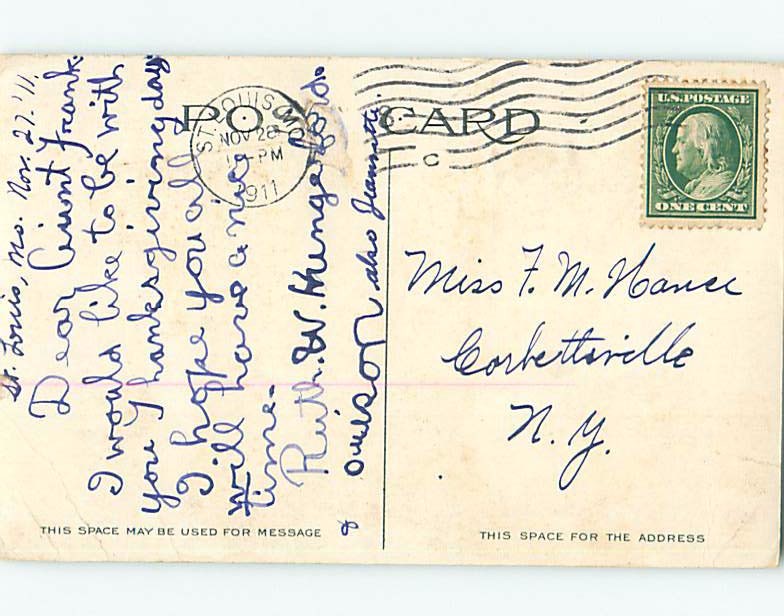 POST CARD
ST. LOUIS, MO.
NOV 28
PM
1911
C
U.S. POSTAGE
ONE CENT
St. Louis, Mo. Nov. 27. '11.
Dear Aunt Frank
I would like to be with
you Thanksgiving day
I hope you all
will have a nice
time.
Ruth. W.
& also Jeannette
Miss F. M. Hance
Corbettsville
N. Y.
THIS SPACE MAY BE USED FOR MESSAGE
THIS SPACE FOR THE ADDRESS